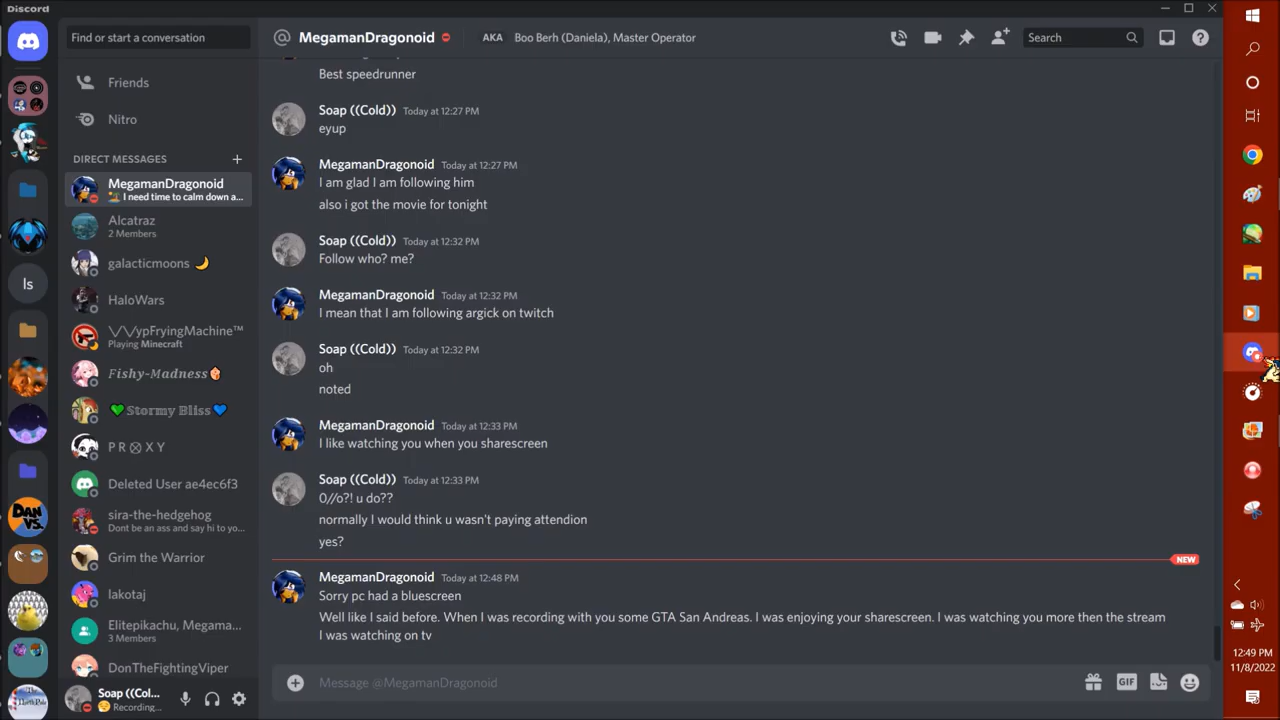 Discord
Find or start a conversation
Friends
Nitro
DIRECT MESSAGES
MegamanDragonoid
I need time to calm down a...
Alcatraz
2 Members
galacticmoons 🌙
HaloWars
\/\/ypFryingMachine™
Playing Minecraft
Fishy-Madness
💚Stormy Bliss💙
P R ⊗ X Y
Deleted User ae4ec6f3
sira-the-hedgehog
Dont be an ass and say hi to yo...
Grim the Warrior
lakotaj
Elitepikachu, Megama...
3 Members
DonTheFightingViper
Soap ((Col...
Recording...
ls
DAN
VS.
@ MegamanDragonoid AKA Boo Berh (Daniela), Master Operator
Search
Best speedrunner
Soap ((Cold)) Today at 12:27 PM
eyup
MegamanDragonoid Today at 12:27 PM
I am glad I am following him
also i got the movie for tonight
Soap ((Cold)) Today at 12:32 PM
Follow who? me?
MegamanDragonoid Today at 12:32 PM
I mean that I am following argick on twitch
Soap ((Cold)) Today at 12:32 PM
oh
noted
MegamanDragonoid Today at 12:33 PM
I like watching you when you sharescreen
Soap ((Cold)) Today at 12:33 PM
0//o?! u do??
normally I would think u wasn't paying attendion
yes?
NEW
MegamanDragonoid Today at 12:48 PM
Sorry pc had a bluescreen
Well like I said before. When I was recording with you some GTA San Andreas. I was enjoying your sharescreen. I was watching you more then the stream
I was watching on tv
Message @MegamanDragonoid
GIF
12:49 PM
11/8/2022